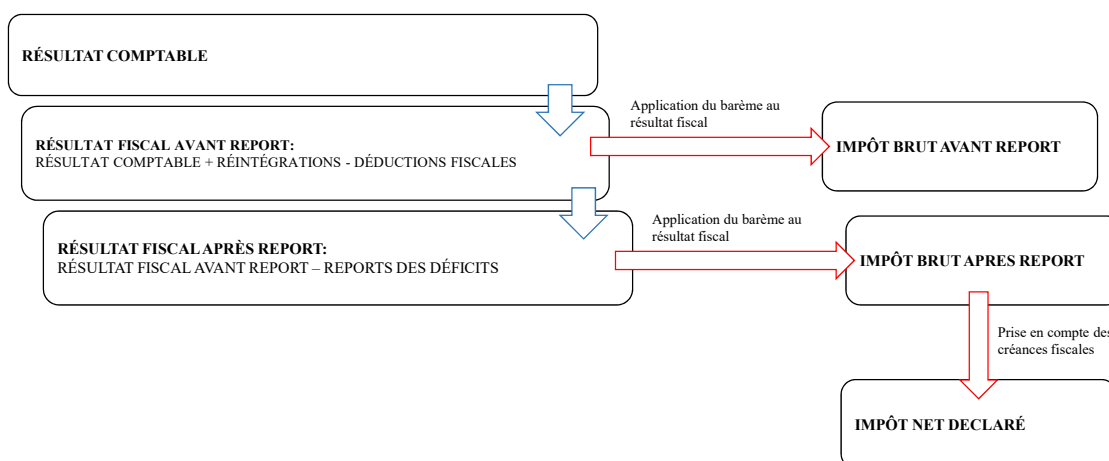 RÉSULTAT COMPTABLE
Application du barème au
résultat fiscal
RÉSULTAT FISCAL AVANT REPORT:
RÉSULTAT COMPTABLE + RÉINTÉGRATIONS - DÉDUCTIONS FISCALES
IMPÔT BRUT AVANT REPORT
Application du barème au
résultat fiscal
RÉSULTAT FISCAL APRÈS REPORT:
RÉSULTAT FISCAL AVANT REPORT – REPORTS DES DÉFICITS
IMPÔT BRUT APRES REPORT
Prise en compte des
créances fiscales
IMPÔT NET DECLARÉ